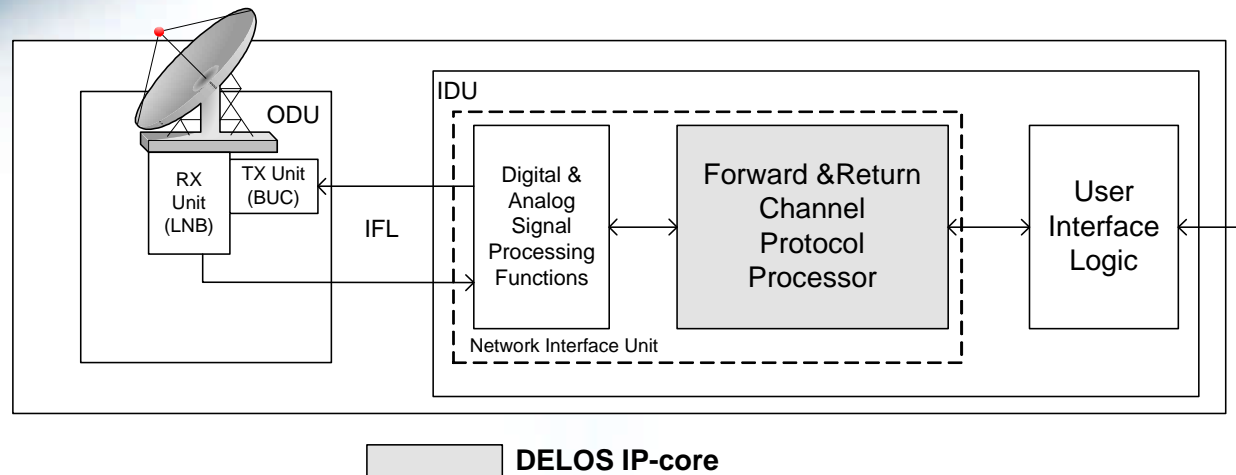 ODU
RX
Unit
(LNB)
TX Unit
(BUC)
IFL
IDU
Digital &
Analog
Signal
Processing
Functions
Forward &Return
Channel
Protocol
Processor
Network Interface Unit
User
Interface
Logic
DELOS IP-core